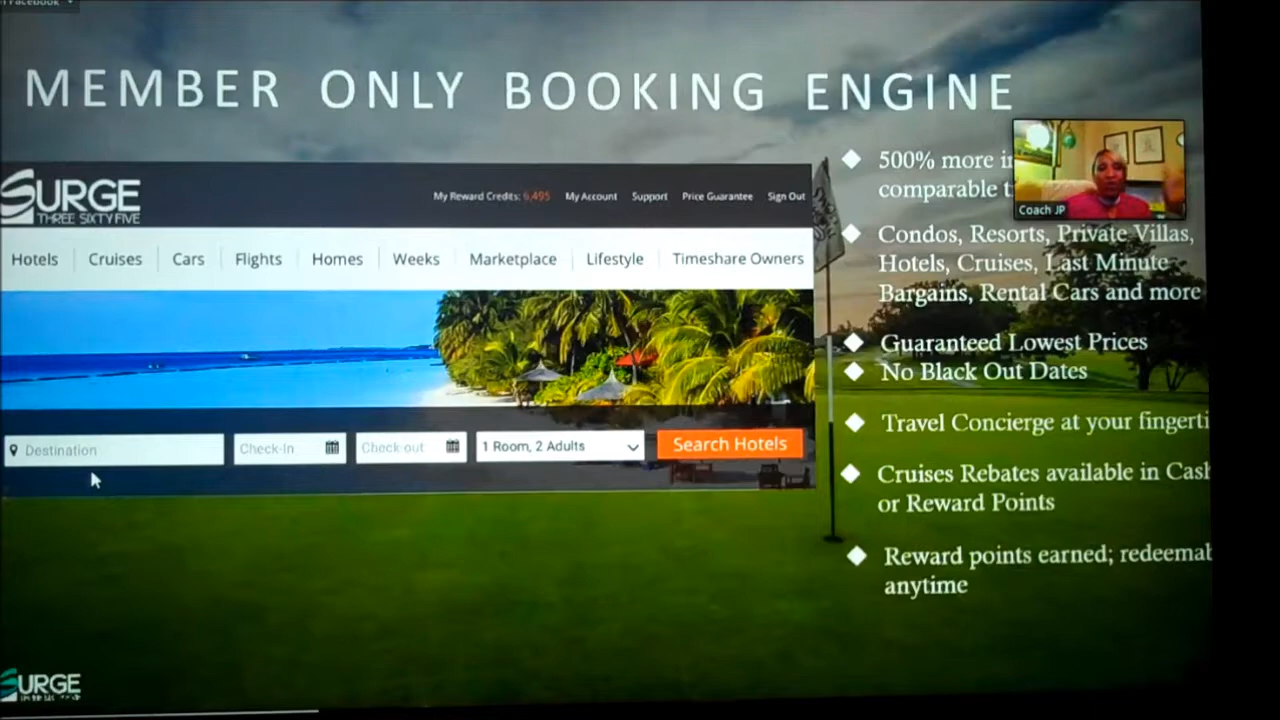 n Facebook
MEMBER ONLY BOOKING ENGINE
SURGE
THREE SIXTY FIVE
My Reward Credits: 6,495 My Account Support Price Guarantee Sign Out
Hotels Cruises Cars Flights Homes Weeks Marketplace Lifestyle Timeshare Owners
Destination Check-In Check-out 1 Room, 2 Adults Search Hotels
500% more in
comparable t
Coach JP
Condos, Resorts, Private Villas,
Hotels, Cruises, Last Minute
Bargains, Rental Cars and more
Guaranteed Lowest Prices
No Black Out Dates
Travel Concierge at your fingerti
Cruises Rebates available in Cash
or Reward Points
Reward points earned; redeemab
anytime
SURGE